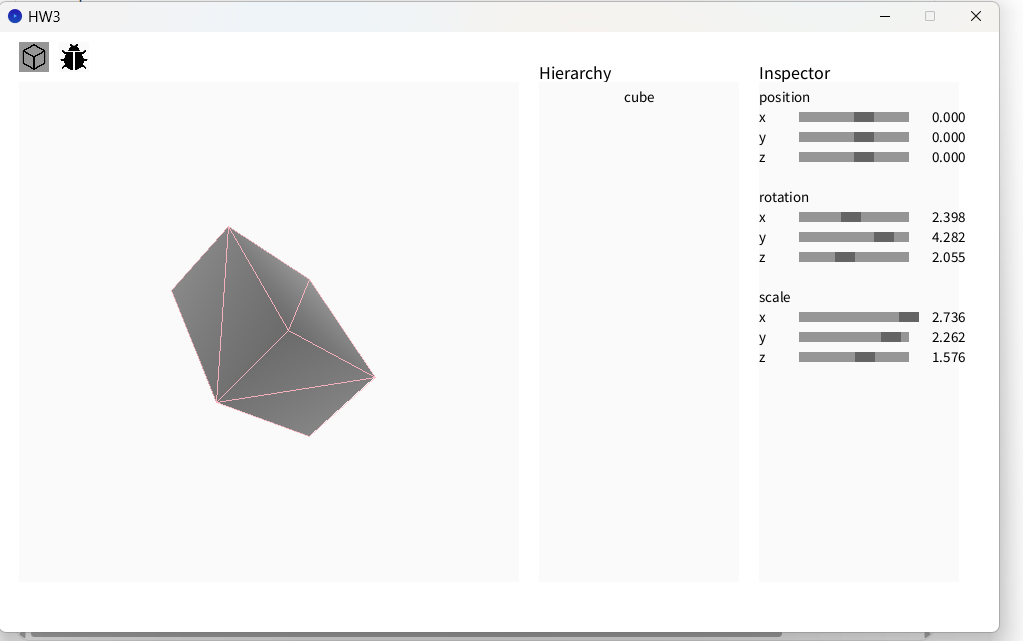 HW3
Hierarchy
cube
Inspector
position
x 0.000
y 0.000
z 0.000
rotation
x 2.398
y 4.282
z 2.055
scale
x 2.736
y 2.262
z 1.576